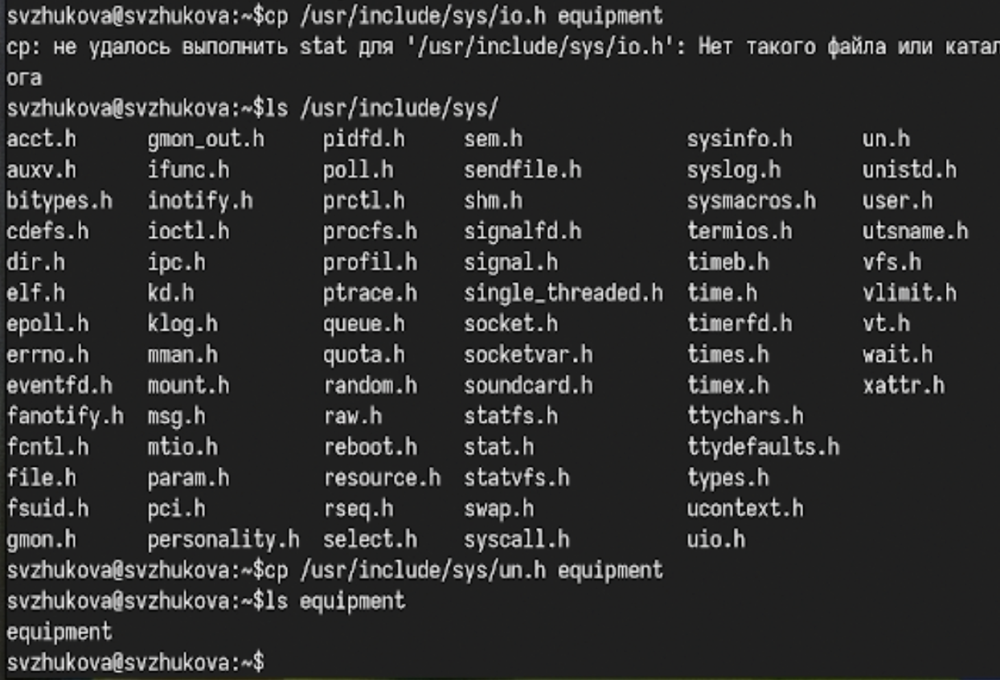 svzhukova@svzhukova:~$cp /usr/include/sys/io.h equipment
cp: не удалось выполнить stat для '/usr/include/sys/io.h': Нет такого файла или катал
ога
svzhukova@svzhukova:~$ls /usr/include/sys/
acct.h gmon_out.h pidfd.h sem.h sysinfo.h un.h
auxv.h ifunc.h poll.h sendfile.h syslog.h unistd.h
bitypes.h inotify.h prctl.h shm.h sysmacros.h user.h
cdefs.h ioctl.h procfs.h signalfd.h termios.h utsname.h
dir.h ipc.h profil.h signal.h timeb.h vfs.h
elf.h kd.h ptrace.h single_threaded.h time.h vlimit.h
epoll.h klog.h queue.h socket.h timerfd.h vt.h
errno.h mman.h quota.h socketvar.h times.h wait.h
eventfd.h mount.h random.h soundcard.h timex.h xattr.h
fanotify.h msg.h raw.h statfs.h ttychars.h
fcntl.h mtio.h reboot.h stat.h ttydefaults.h
file.h param.h resource.h statvfs.h types.h
fsuid.h pci.h rseq.h swap.h ucontext.h
gmon.h personality.h select.h syscall.h uio.h
svzhukova@svzhukova:~$cp /usr/include/sys/un.h equipment
svzhukova@svzhukova:~$ls equipment
equipment
svzhukova@svzhukova:~$